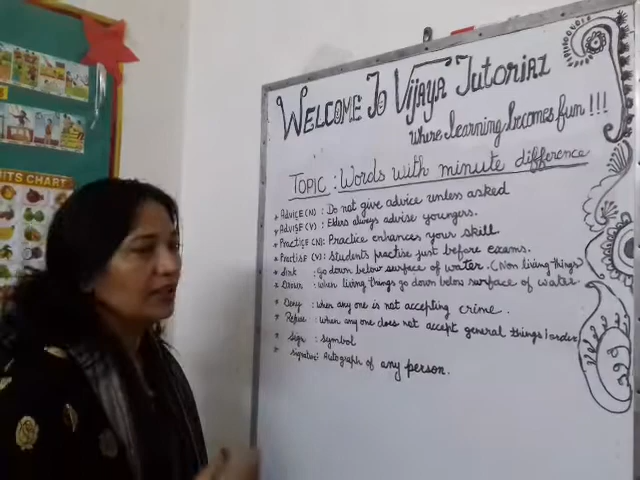 WELCOME TO VIJAYA TUTORIAL
where learning becomes fun !!!
TOPIC : Words with minute difference
* ADVICE (N) : Do not give advice unless asked
* ADVISE (V) : Elders always advise youngers.
* PRACTICE (N) : Practice enhances your skill.
* PRACTISE (V) : Students practise just before exams.
* Sink : go down below surface of water. (Non living things)
* Drown : when living things go down below surface of water.
* Deny : when any one is not accepting crime.
* Refuse : when any one does not accept general things / order
* Sign : symbol
* Signature : Autograph of any person.
ITS CHART